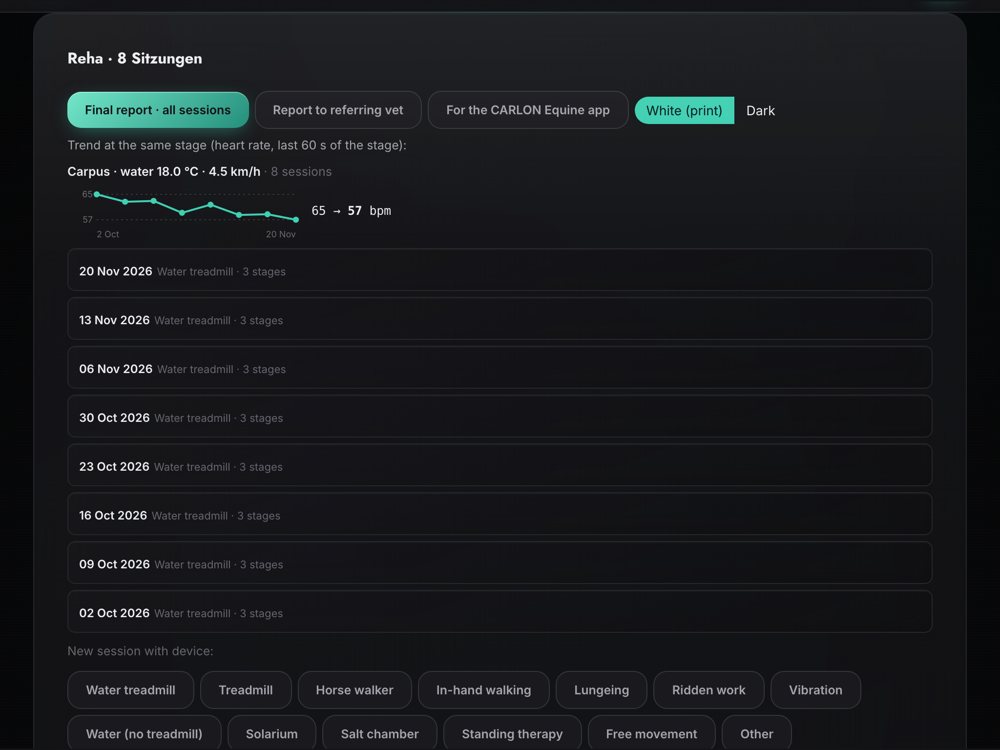 Reha · 8 Sitzungen
Final report · all sessions Report to referring vet For the CARLON Equine app White (print) Dark
Trend at the same stage (heart rate, last 60 s of the stage):
Carpus · water 18.0 °C · 4.5 km/h · 8 sessions
65
57
65 → 57 bpm
2 Oct 20 Nov
20 Nov 2026 Water treadmill · 3 stages
13 Nov 2026 Water treadmill · 3 stages
06 Nov 2026 Water treadmill · 3 stages
30 Oct 2026 Water treadmill · 3 stages
23 Oct 2026 Water treadmill · 3 stages
16 Oct 2026 Water treadmill · 3 stages
09 Oct 2026 Water treadmill · 3 stages
02 Oct 2026 Water treadmill · 3 stages
New session with device:
Water treadmill Treadmill Horse walker In-hand walking Lungeing Ridden work Vibration
Water (no treadmill) Solarium Salt chamber Standing therapy Free movement Other